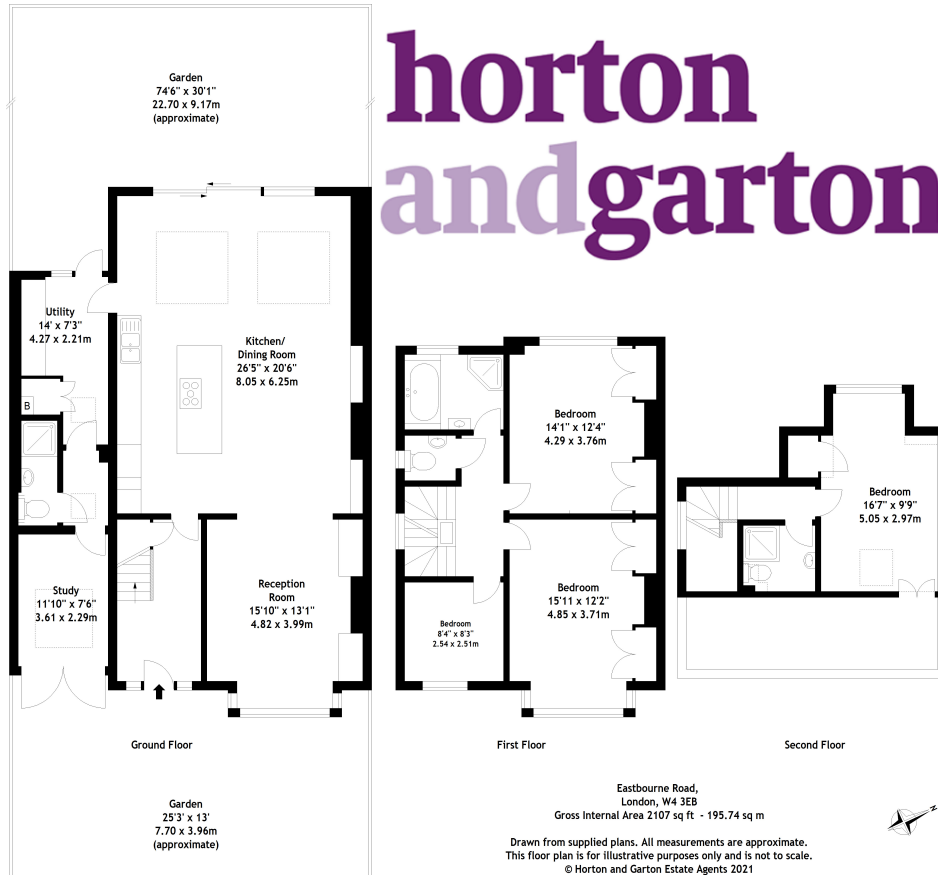 horton
andgarton
Garden
74'6" x 30'1"
22.70 x 9.17m
(approximate)
Utility
14' x 7'3"
4.27 x 2.21m
Kitchen/
Dining Room
26'5" x 20'6"
8.05 x 6.25m
B
Study
11'10" x 7'6"
3.61 x 2.29m
Reception
Room
15'10" x 13'1"
4.82 x 3.99m
Ground Floor
Garden
25'3' x 13'
7.70 x 3.96m
(approximate)
Bedroom
14'1" x 12'4"
4.29 x 3.76m
Bedroom
15'11 x 12'2"
4.85 x 3.71m
Bedroom
8'4" x 8'3"
2.54 x 2.51m
First Floor
Bedroom
16'7" x 9'9"
5.05 x 2.97m
Second Floor
Eastbourne Road,
London, W4 3EB
Gross Internal Area 2107 sq ft - 195.74 sq m
Drawn from supplied plans. All measurements are approximate.
This floor plan is for illustrative purposes only and is not to scale.
© Horton and Garton Estate Agents 2021
N